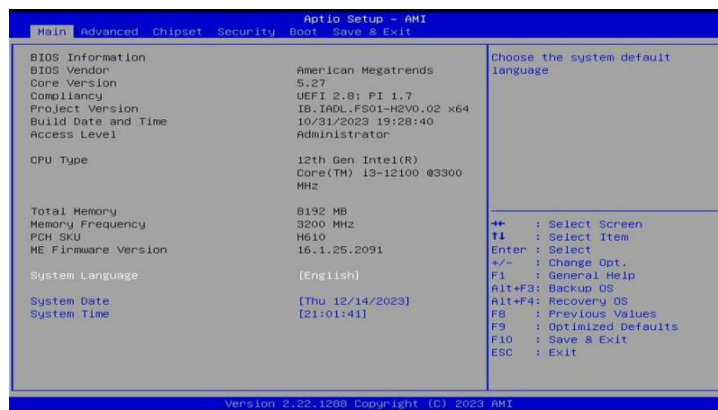 Aptio Setup - AMI
Main Advanced Chipset Security Boot Save & Exit
BIOS Information
BIOS Vendor American Megatrends
Core Version 5.27
Compliancy UEFI 2.8; PI 1.7
Project Version IB.IADL.FS01-H2V0.02 x64
Build Date and Time 10/31/2023 19:28:40
Access Level Administrator
CPU Type 12th Gen Intel(R)
Core(TM) i3-12100 @3300
MHz
Total Memory 8192 MB
Memory Frequency 3200 MHz
PCH SKU H610
ME Firmware Version 16.1.25.2091
System Language [English]
System Date [Thu 12/14/2023]
System Time [21:01:41]
Choose the system default
language
→← : Select Screen
↑↓ : Select Item
Enter : Select
+/- : Change Opt.
F1 : General Help
Alt+F3: Backup OS
Alt+F4: Recovery OS
F8 : Previous Values
F9 : Optimized Defaults
F10 : Save & Exit
ESC : Exit
Version 2.22.1288 Copyright (C) 2023 AMI